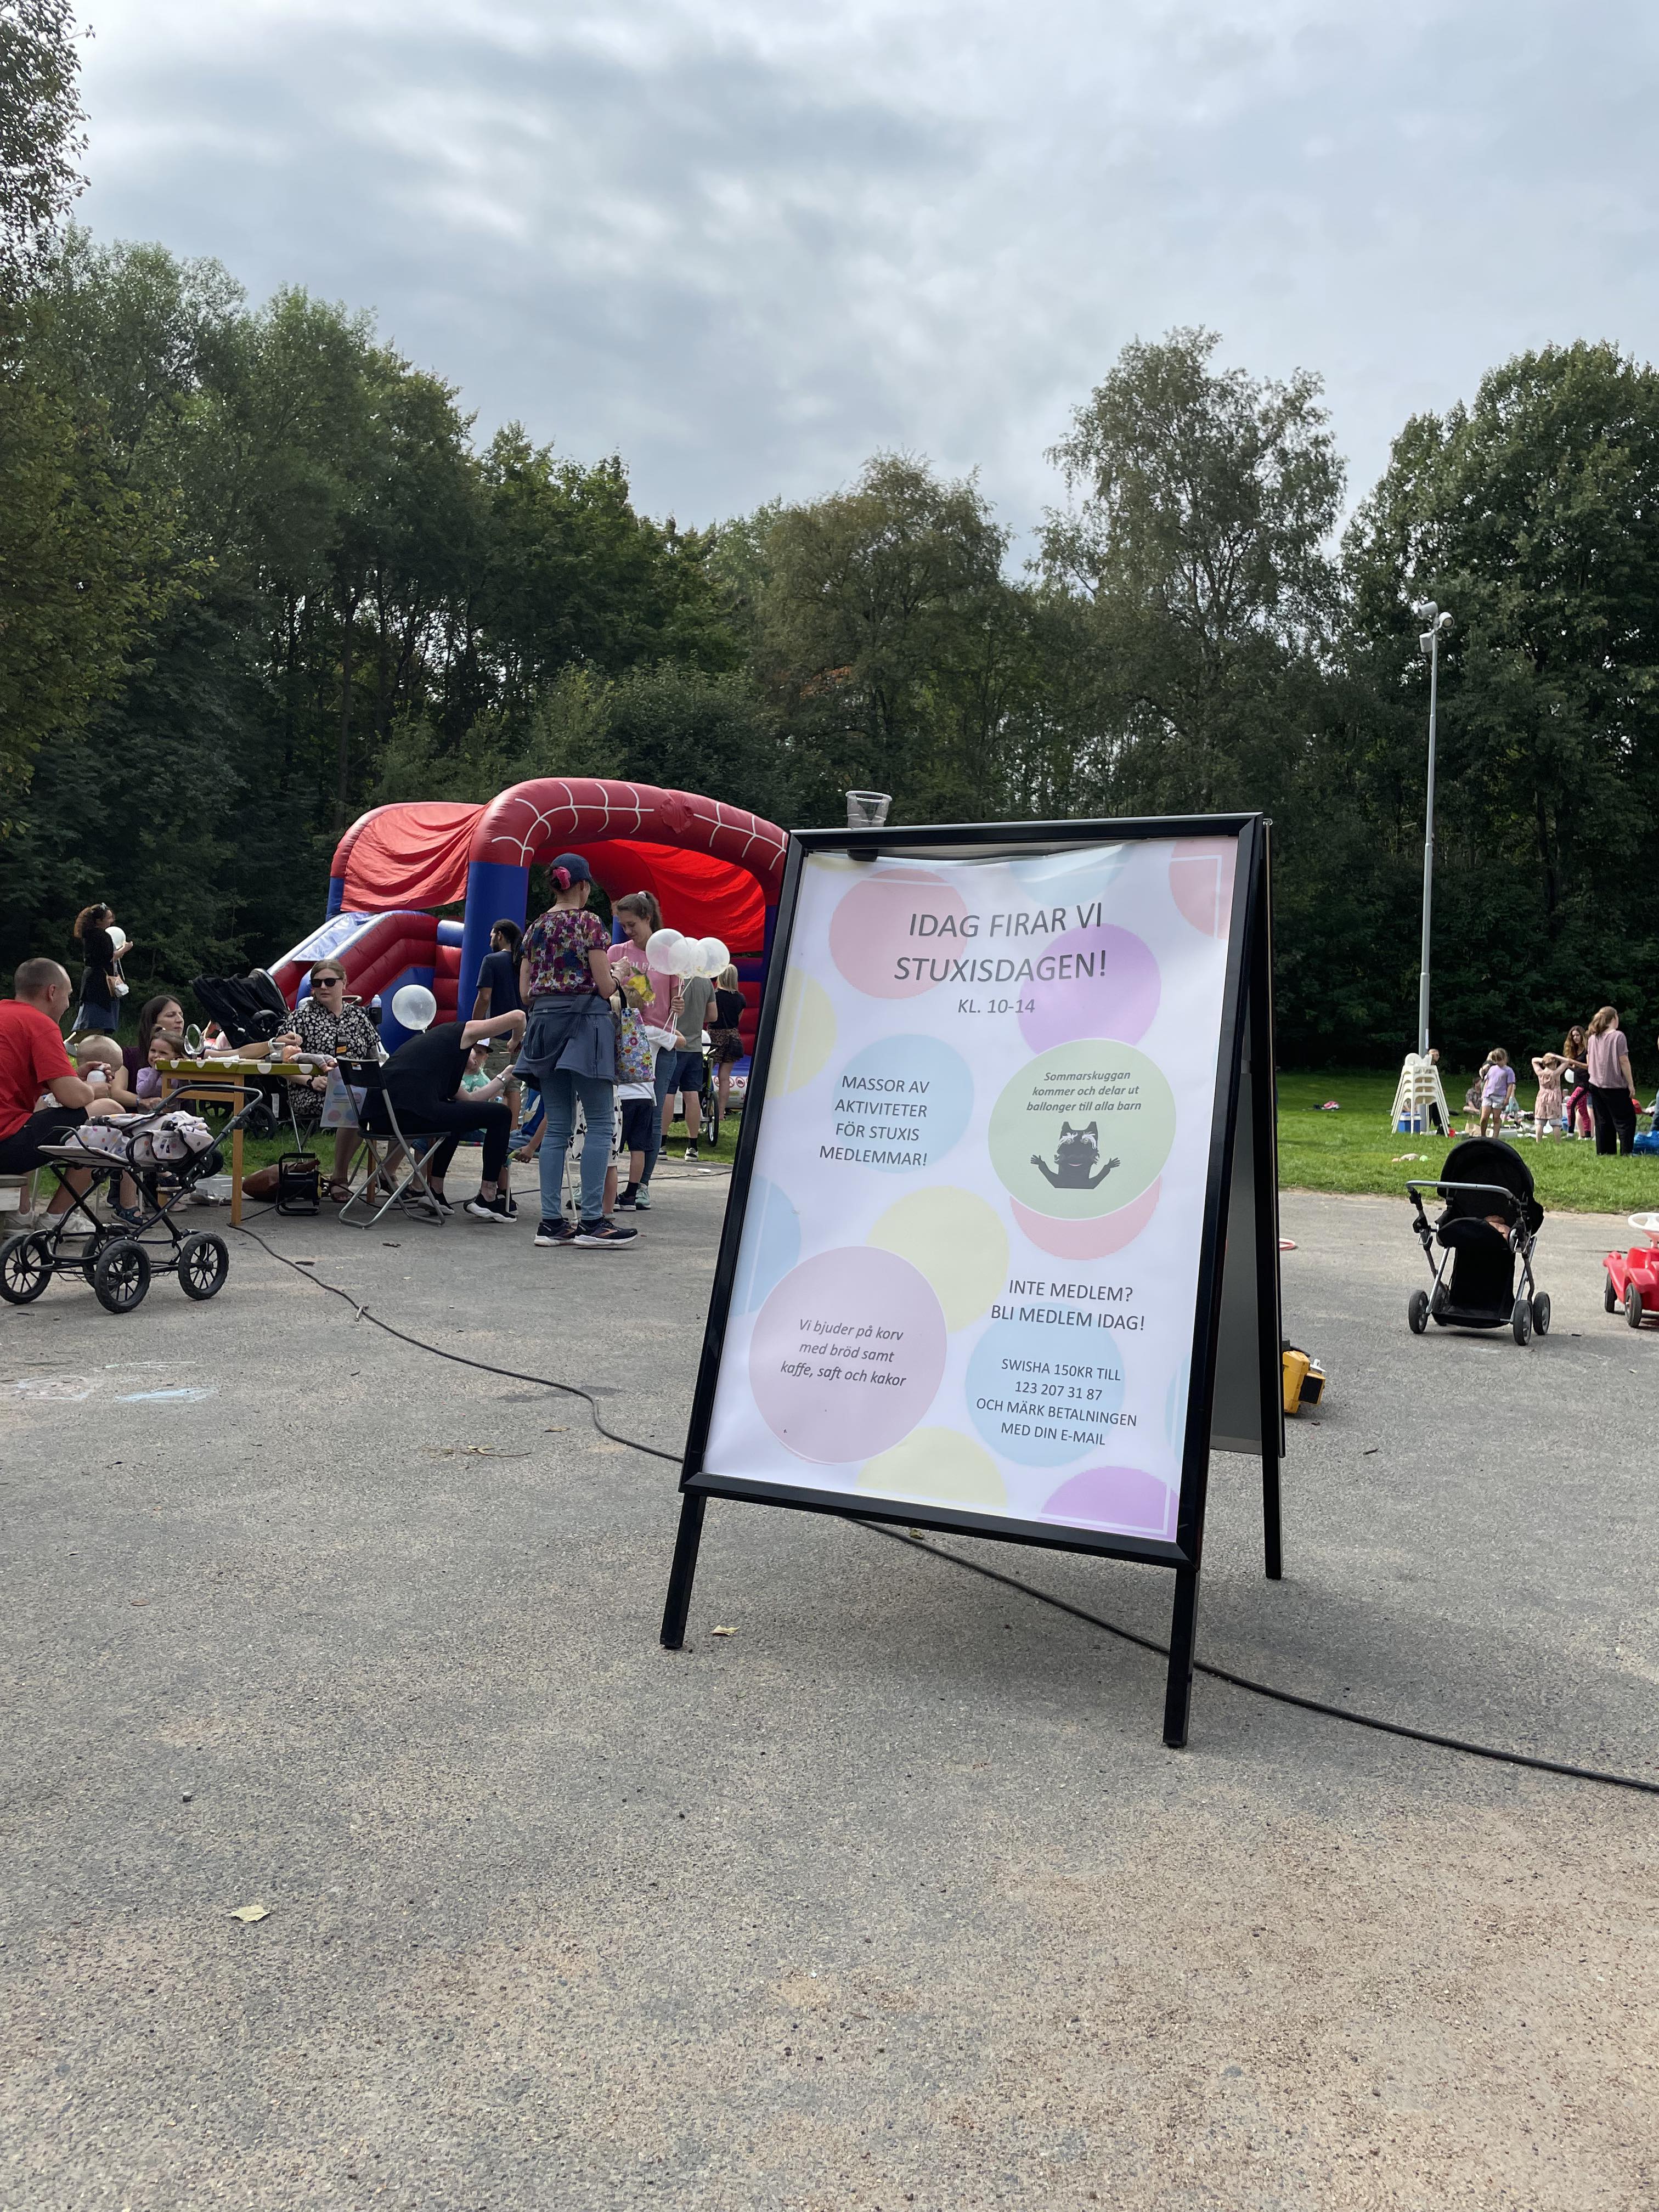 IDAG FIRAR VI
STUXISDAGEN!
KL. 10-14
MASSOR AV
AKTIVITETER
FÖR STUXIS
MEDLEMMAR!
Sommarskuggan
kommer och delar ut
ballonger till alla barn
INTE MEDLEM?
BLI MEDLEM IDAG!
Vi bjuder på korv
med bröd samt
kaffe, saft och kakor
SWISHA 150KR TILL
123 207 31 87
OCH MÄRK BETALNINGEN
MED DIN E-MAIL